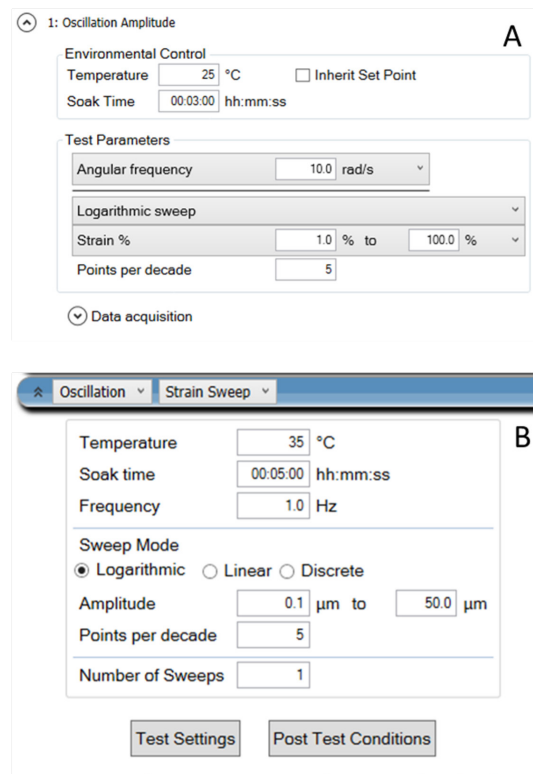 1: Oscillation Amplitude
A
Environmental Control
Temperature 25 °C Inherit Set Point
Soak Time 00:03:00 hh:mm:ss
Test Parameters
Angular frequency 10.0 rad/s
Logarithmic sweep
Strain % 1.0 % to 100.0 %
Points per decade 5
Data acquisition
Oscillation Strain Sweep
B
Temperature 35 °C
Soak time 00:05:00 hh:mm:ss
Frequency 1.0 Hz
Sweep Mode
Logarithmic Linear Discrete
Amplitude 0.1 µm to 50.0 µm
Points per decade 5
Number of Sweeps 1
Test Settings Post Test Conditions